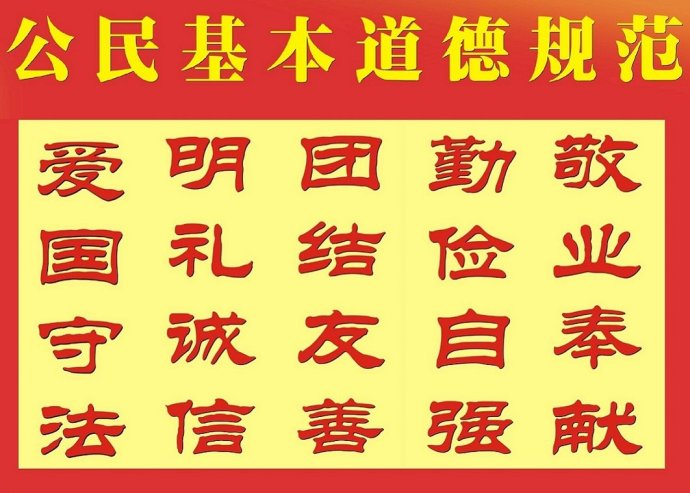 公民基本道德规范
爱国守法
明礼诚信
团结友善
勤俭自强
敬业奉献